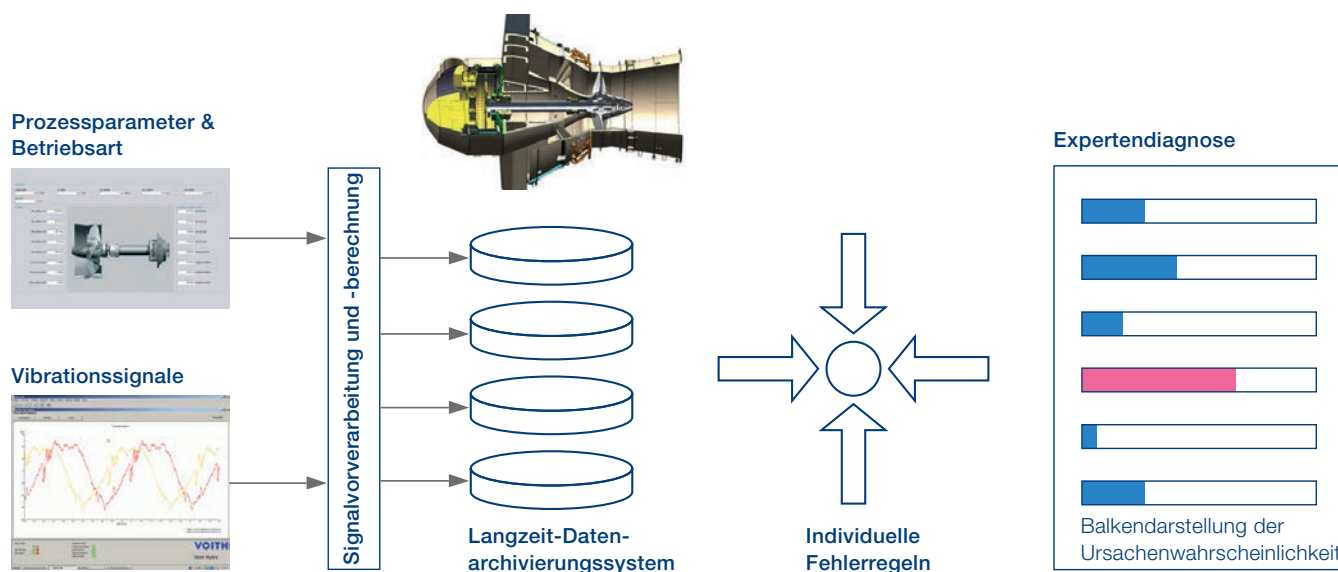 Prozessparameter &
Betriebsart
Vibrationssignale
VOITH
Signalvorverarbeitung und -berechnung
Langzeit-Daten-
archivierungssystem
Individuelle
Fehlerregeln
Expertendiagnose
Balkendarstellung der
Ursachenwahrscheinlichkeit